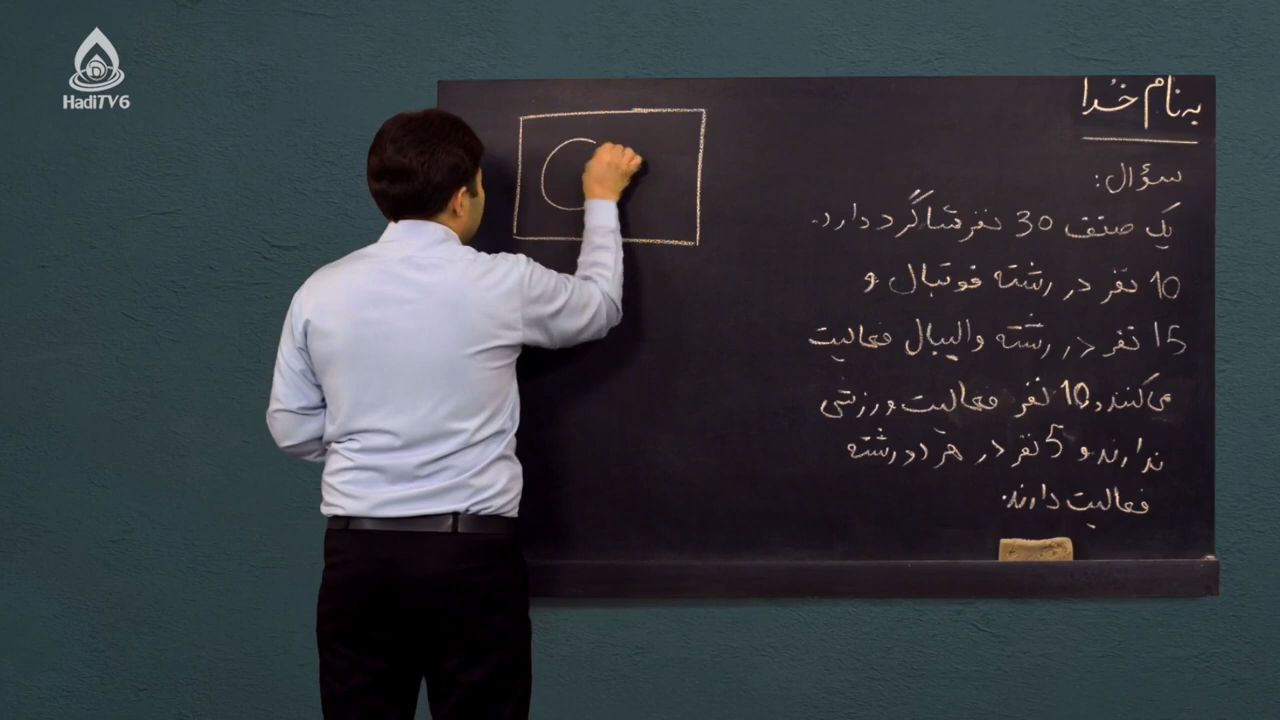 HadiTV6
به نام خدا
سؤال:
یک صنف 30 نفر شاگرد دارد.
10 نفر در رشته فوتبال و
15 نفر در رشته والیبال فعالیت
می‌کنند و 10 نفر فعالیت ورزشی
ندارند و 5 نفر در هر دو رشته
فعالیت دارند.